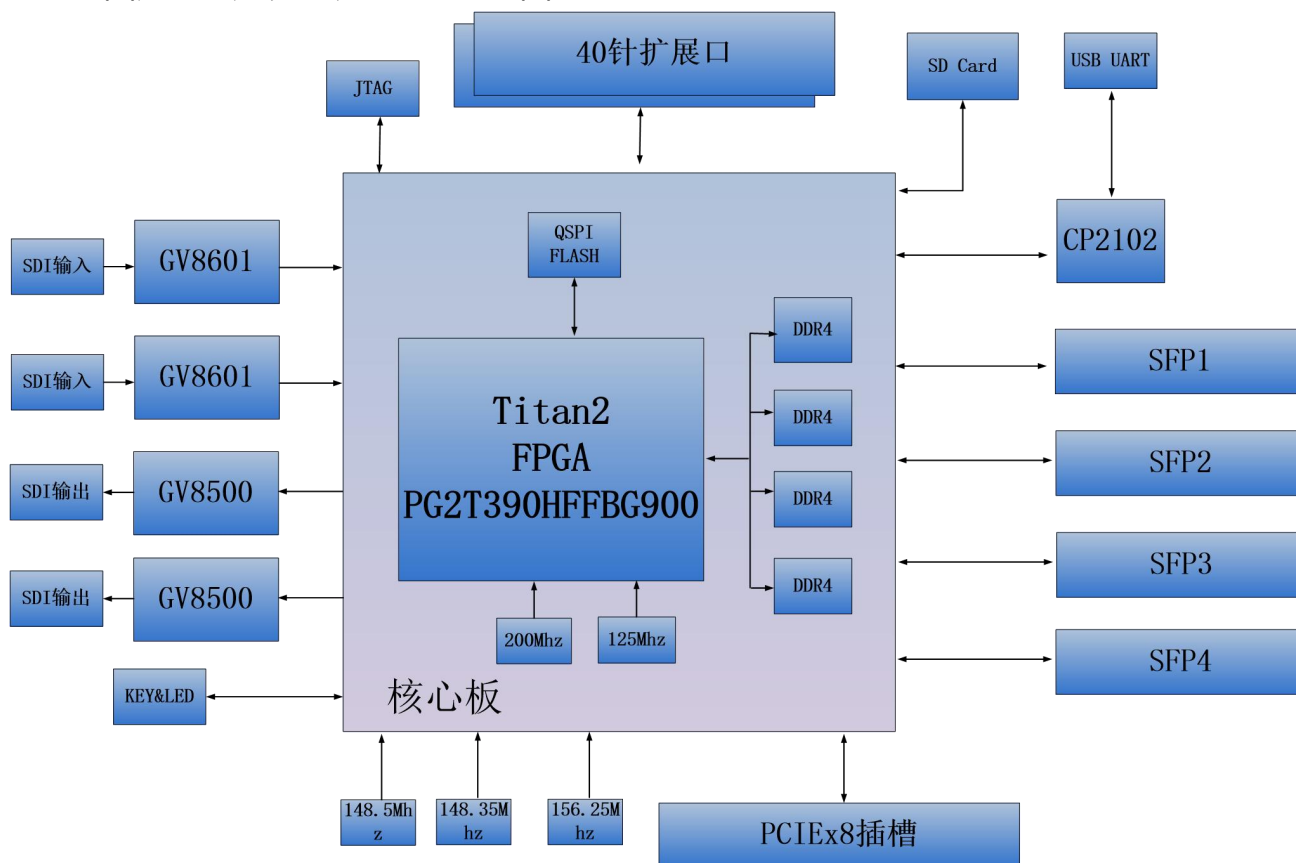 40针扩展口
JTAG
SD Card
USB UART
QSPI
FLASH
CP2102
SDI输入
GV8601
DDR4
SFP1
SDI输入
GV8601
Titan2
FPGA
PG2T390HFFBG900
DDR4
SFP2
SDI输出
GV8500
DDR4
SFP3
SDI输出
GV8500
DDR4
200Mhz
125Mhz
SFP4
KEY&LED
核心板
148.5Mh
z
148.35M
hz
156.25M
hz
PCIEx8插槽